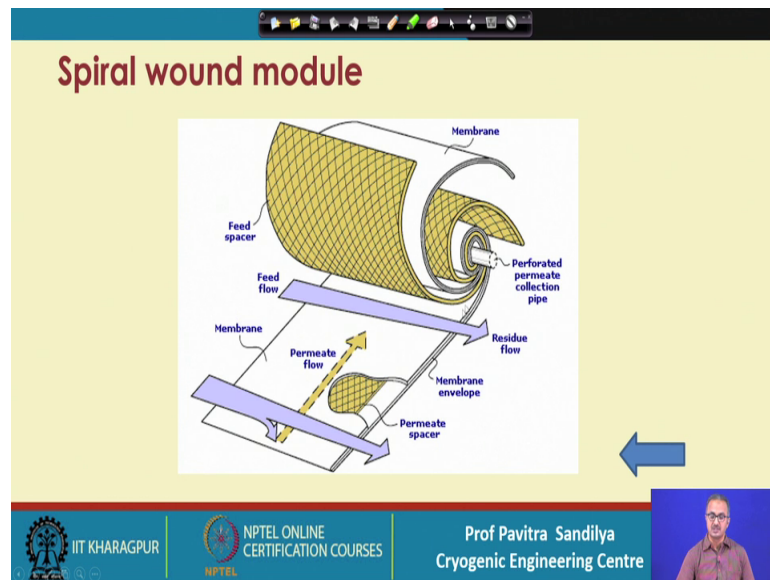 Spiral wound module
Membrane
Feed
spacer
Perforated
permeate
collection
pipe
Feed
flow
Membrane
Permeate
flow
Residue
flow
Membrane
envelope
Permeate
spacer
IIT KHARAGPUR
NPTEL
NPTEL ONLINE
CERTIFICATION COURSES
Prof Pavitra Sandilya
Cryogenic Engineering Centre